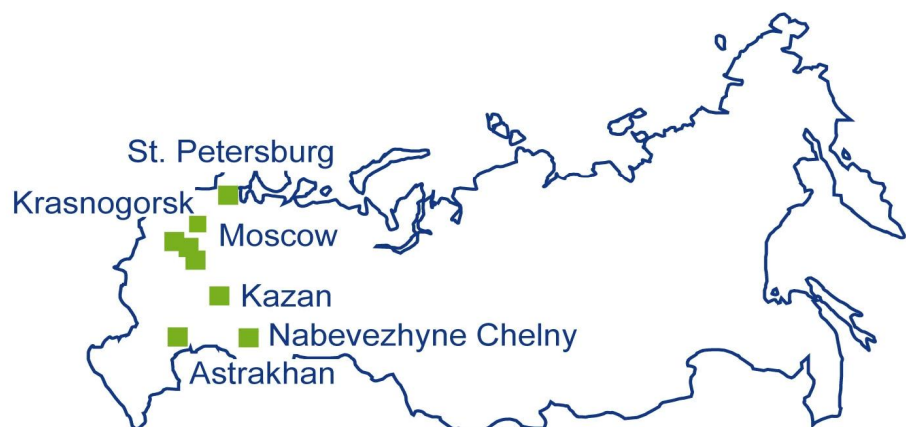 St. Petersburg
Krasnogorsk
Moscow
Kazan
Nabevezhyne Chelny
Astrakhan